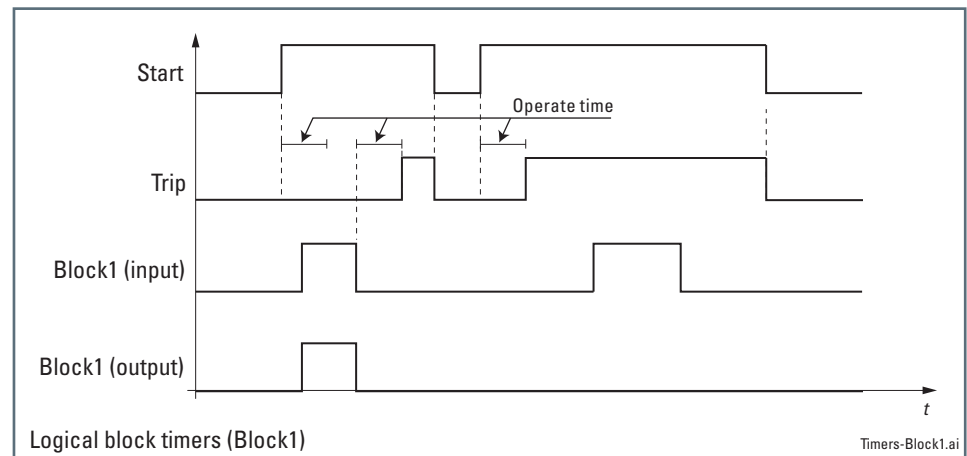 Start
Operate time
Trip
Block1 (input)
Block1 (output)
t
Logical block timers (Block1)
Timers-Block1.ai